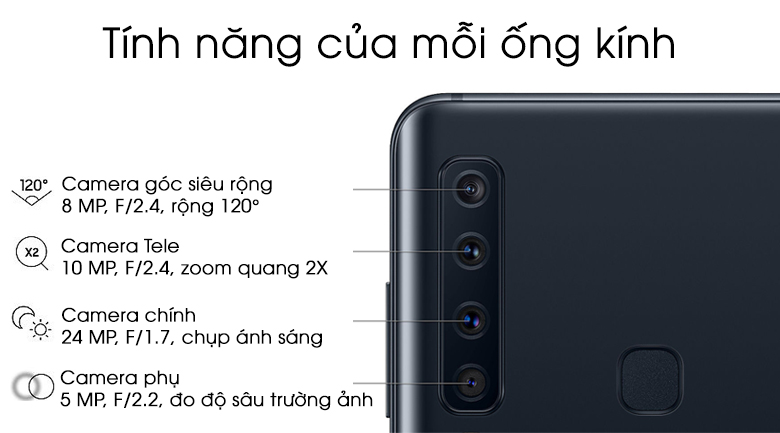 Tính năng của mỗi ống kính
120°
Camera góc siêu rộng
8 MP, F/2.4, rộng 120°
X2
Camera Tele
10 MP, F/2.4, zoom quang 2X
Camera chính
24 MP, F/1.7, chụp ánh sáng
Camera phụ
5 MP, F/2.2, đo độ sâu trường ảnh